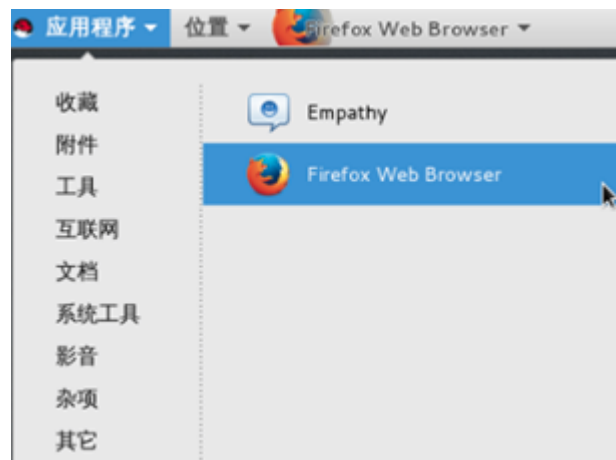 应用程序 位置 Firefox Web Browser
收藏
附件
工具
互联网
文档
系统工具
影音
杂项
其它
Empathy
Firefox Web Browser